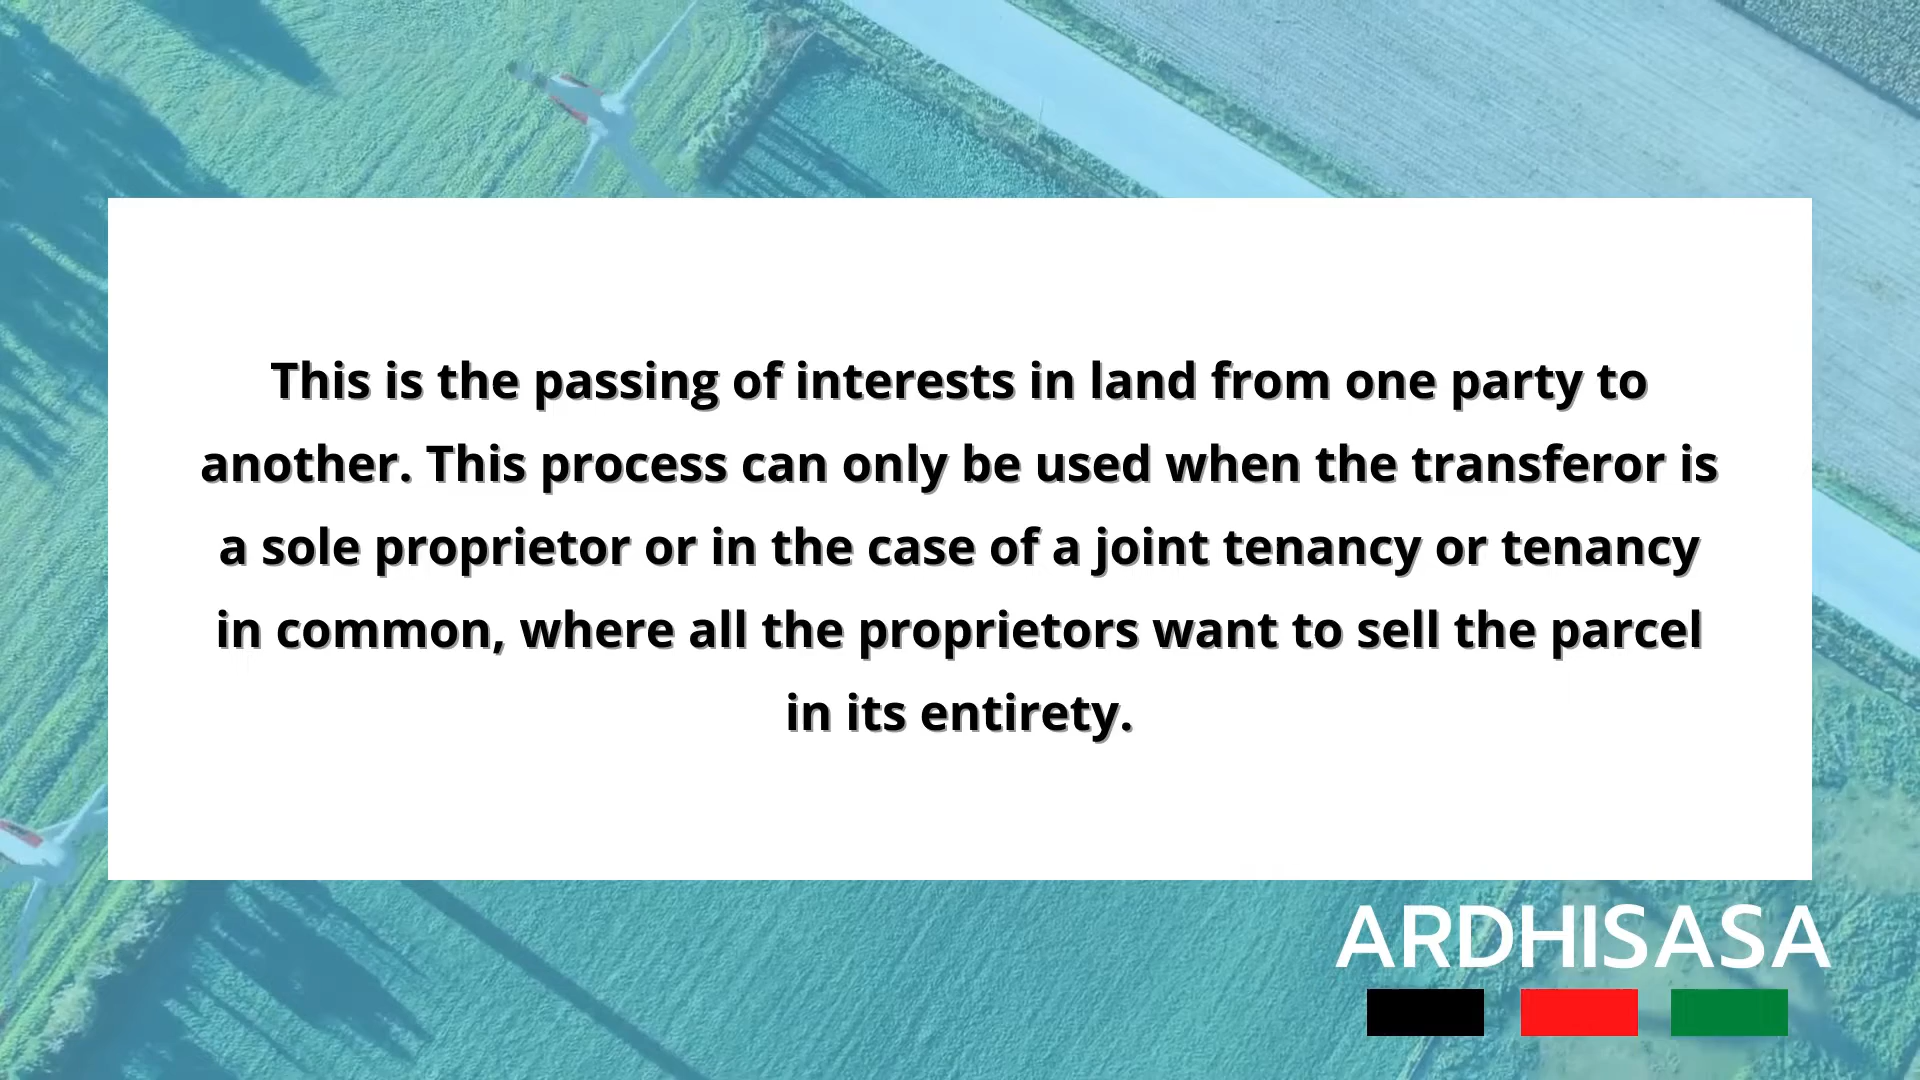 This is the passing of interests in land from one party to
another. This process can only be used when the transferor is
a sole proprietor or in the case of a joint tenancy or tenancy
in common, where all the proprietors want to sell the parcel
in its entirety.
ARDHISASA